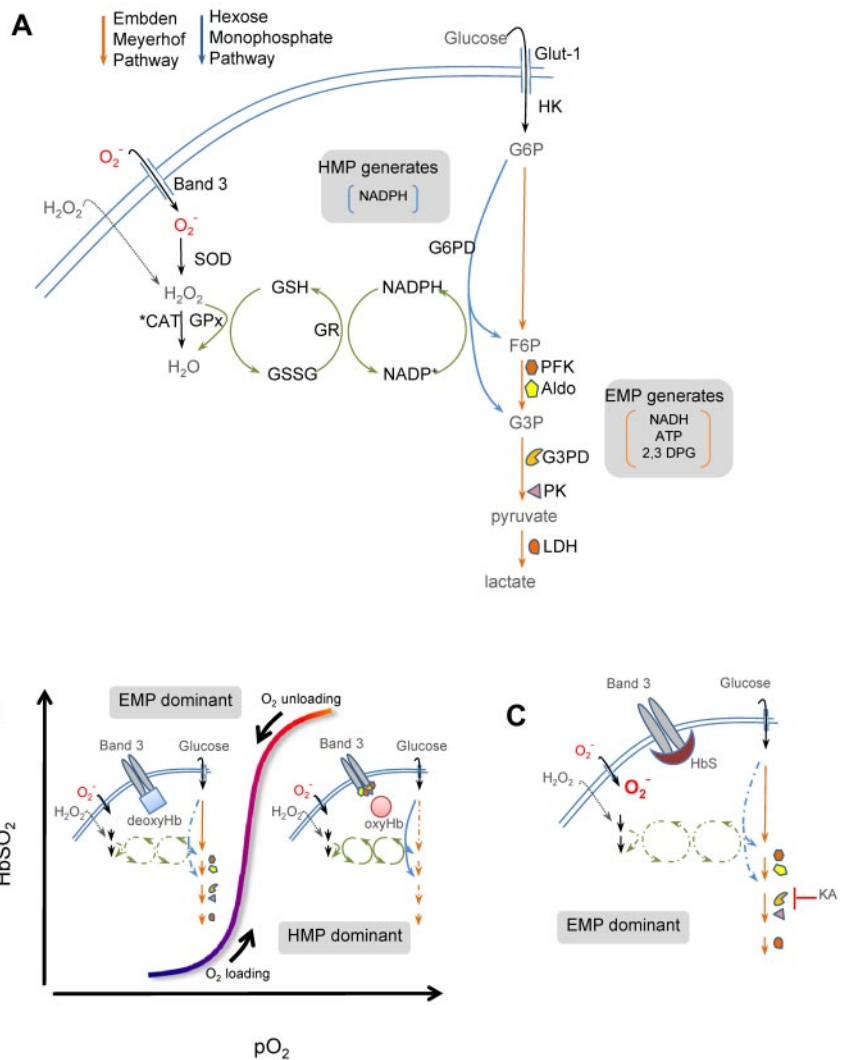 A
Embden
Meyerhof
Pathway
Hexose
Monophosphate
Pathway
Glucose
Glut-1
HK
G6P
O2-
Band 3
H2O2
O2-
SOD
H2O2
*CAT
GPx
H2O
HMP generates
NADPH
G6PD
GSH
NADPH
GR
GSSG
NADP+
F6P
PFK
Aldo
G3P
EMP generates
NADH
ATP
2,3 DPG
G3PD
PK
pyruvate
LDH
lactate
EMP dominant
O2 unloading
Band 3
Glucose
O2-
H2O2
deoxyHb
Band 3
Glucose
O2-
H2O2
oxyHb
HMP dominant
O2 loading
HbSO2
pO2
C
Band 3
Glucose
O2-
HbS
H2O2
O2-
KA
EMP dominant